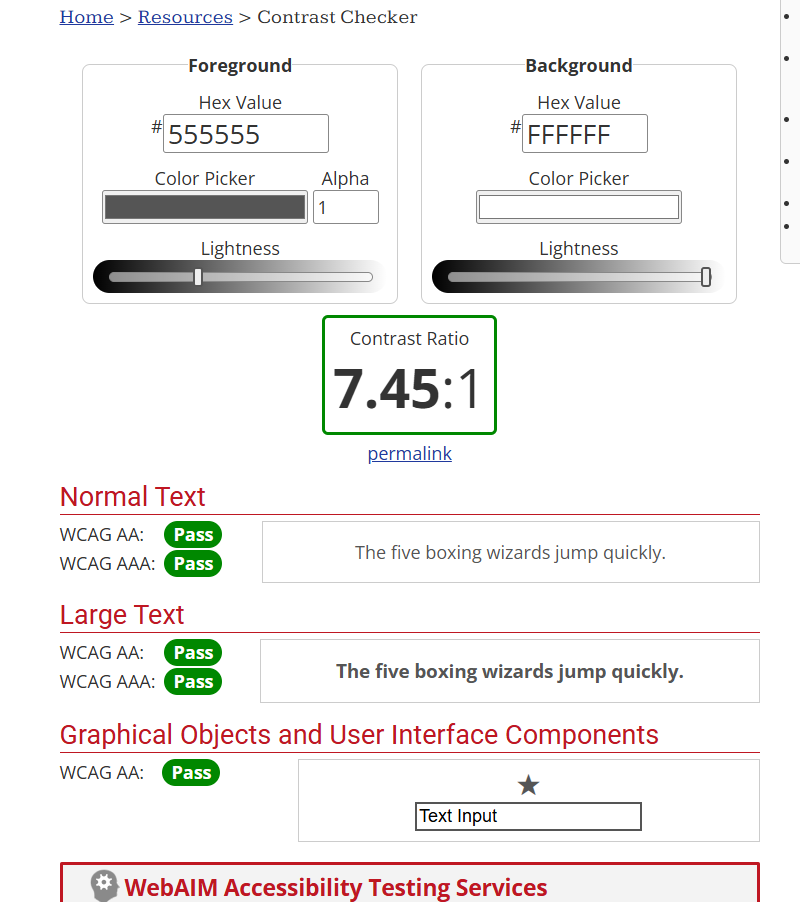 Home > Resources > Contrast Checker
Foreground
Hex Value
# 555555
Color Picker Alpha
1
Lightness
Background
Hex Value
# FFFFFF
Color Picker
Lightness
Contrast Ratio
7.45:1
permalink
Normal Text
WCAG AA: Pass
WCAG AAA: Pass
The five boxing wizards jump quickly.
Large Text
WCAG AA: Pass
WCAG AAA: Pass
The five boxing wizards jump quickly.
Graphical Objects and User Interface Components
WCAG AA: Pass
Text Input
WebAIM Accessibility Testing Services